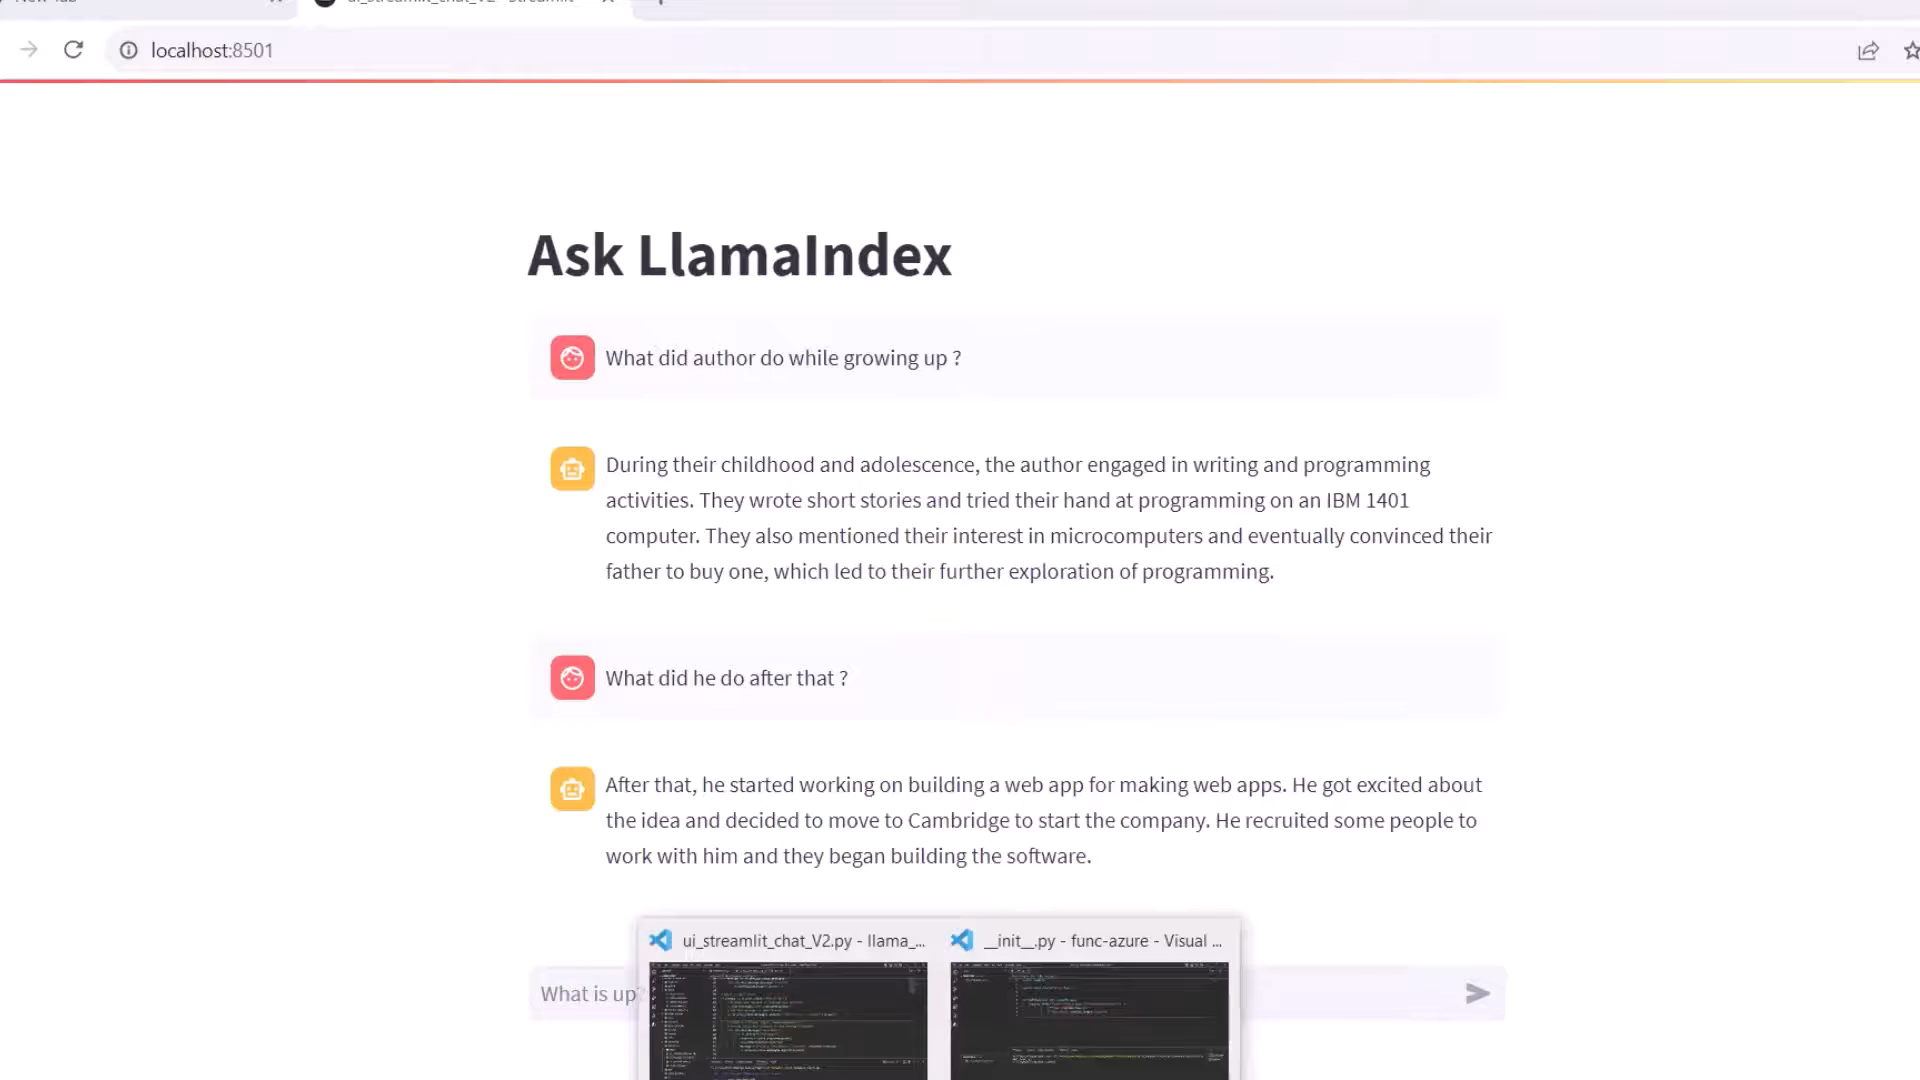 localhost:8501
Ask LlamaIndex
What did author do while growing up ?
During their childhood and adolescence, the author engaged in writing and programming
activities. They wrote short stories and tried their hand at programming on an IBM 1401
computer. They also mentioned their interest in microcomputers and eventually convinced their
father to buy one, which led to their further exploration of programming.
What did he do after that ?
After that, he started working on building a web app for making web apps. He got excited about
the idea and decided to move to Cambridge to start the company. He recruited some people to
work with him and they began building the software.
ui_streamlit_chat_V2.py - llama_...
__init__.py - func-azure - Visual ...
What is up?